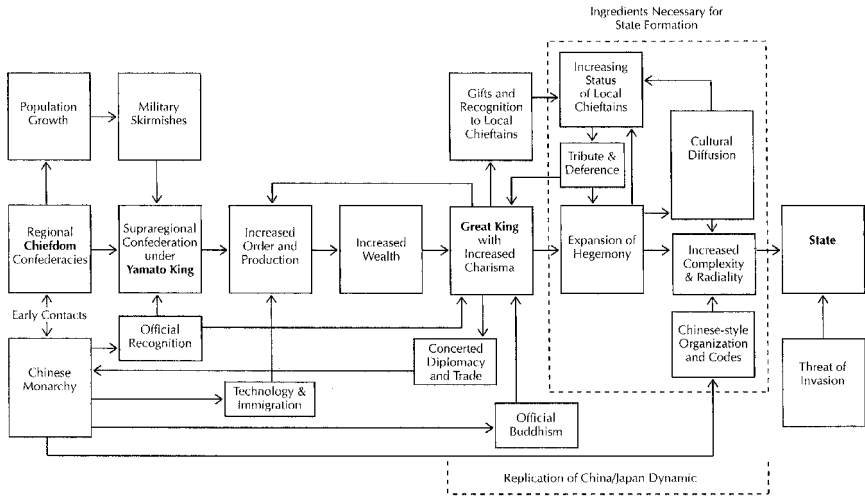 Ingredients Necessary for
State Formation
Population
Growth
Military
Skirmishes
Gifts and
Recognition
to Local
Chieftains
Increasing
Status
of Local
Chieftains
Tribute &
Deference
Cultural
Diffusion
Regional
Chiefdom
Confederacies
Supraregional
Confederation
under
Yamato King
Increased
Order and
Production
Increased
Wealth
Great King
with
Increased
Charisma
Expansion of
Hegemony
Increased
Complexity
& Radiality
State
Early Contacts
Chinese
Monarchy
Official
Recognition
Technology &
Immigration
Concerted
Diplomacy
and Trade
Official
Buddhism
Chinese-style
Organization
and Codes
Threat of
Invasion
Replication of China/Japan Dynamic